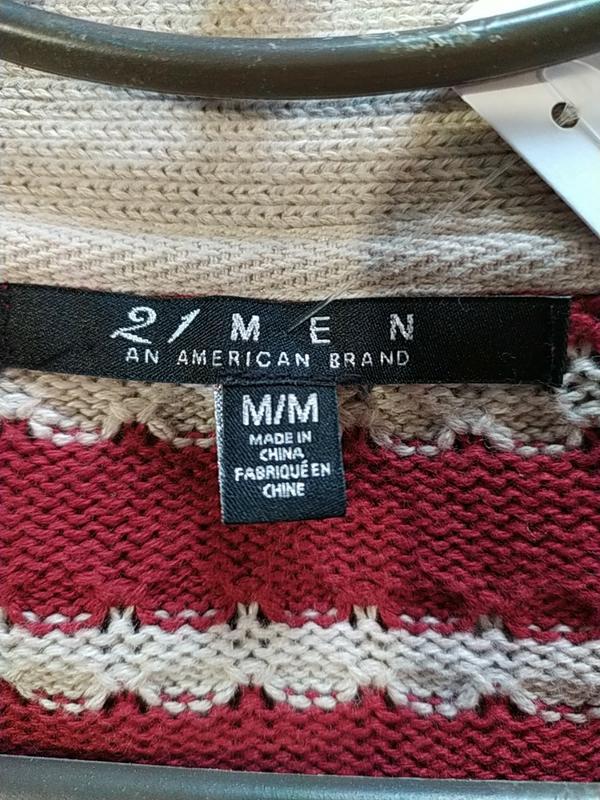 21 MEN
AN AMERICAN BRAND
M/M
MADE IN
CHINA
FABRIQUÉ EN
CHINE